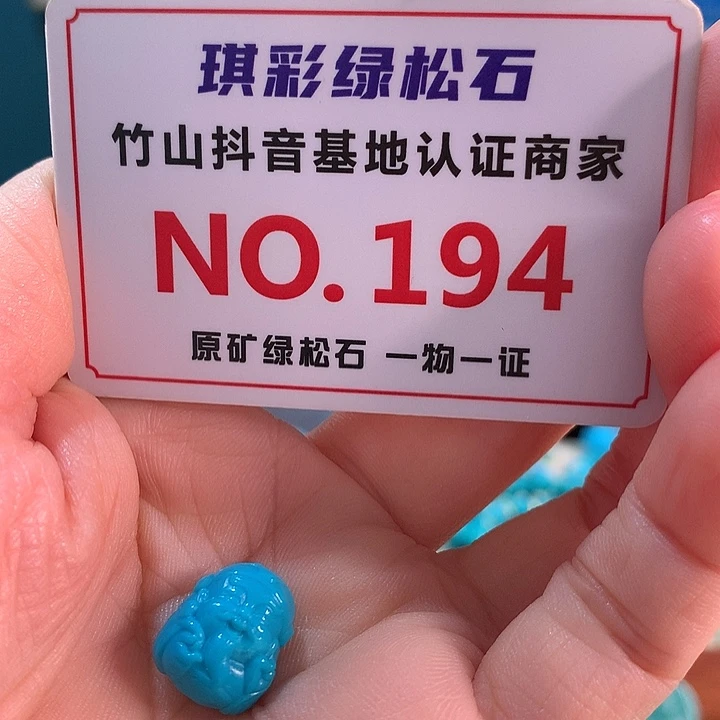 琪彩绿松石
竹山抖音基地认证商家
NO.194
原矿绿松石 一物一证